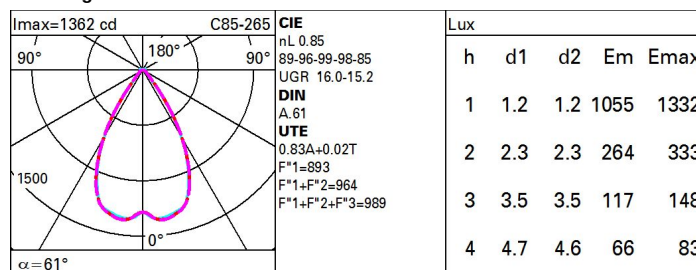 Imax=1362 cd C85-265
90° 180° 90°
1500
0°
α=61°
CIE
nL 0.85
89-96-99-98-85
UGR 16.0-15.2
DIN
A.61
UTE
0.83A+0.02T
F"1=893
F"1+F"2=964
F"1+F"2+F"3=989
Lux
h d1 d2 Em Emax
1 1.2 1.2 1055 1332
2 2.3 2.3 264 333
3 3.5 3.5 117 148
4 4.7 4.6 66 83